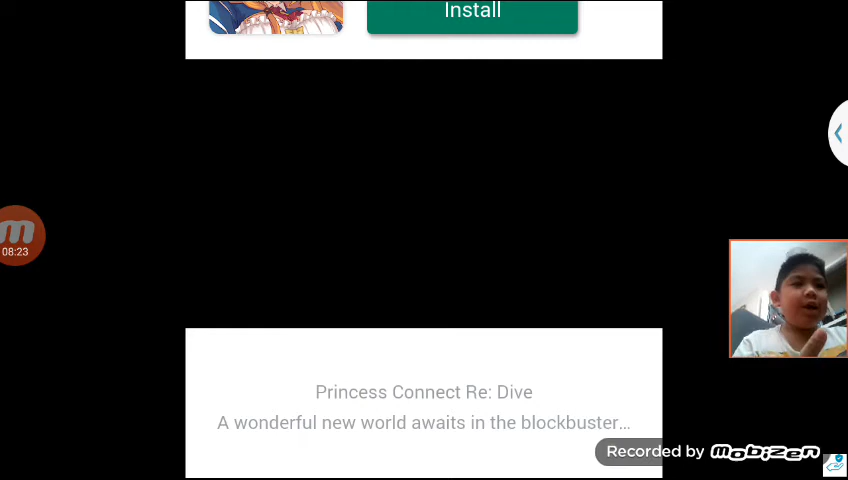 Install
08:23
Princess Connect Re: Dive
A wonderful new world awaits in the blockbuster...
Recorded by mobizen